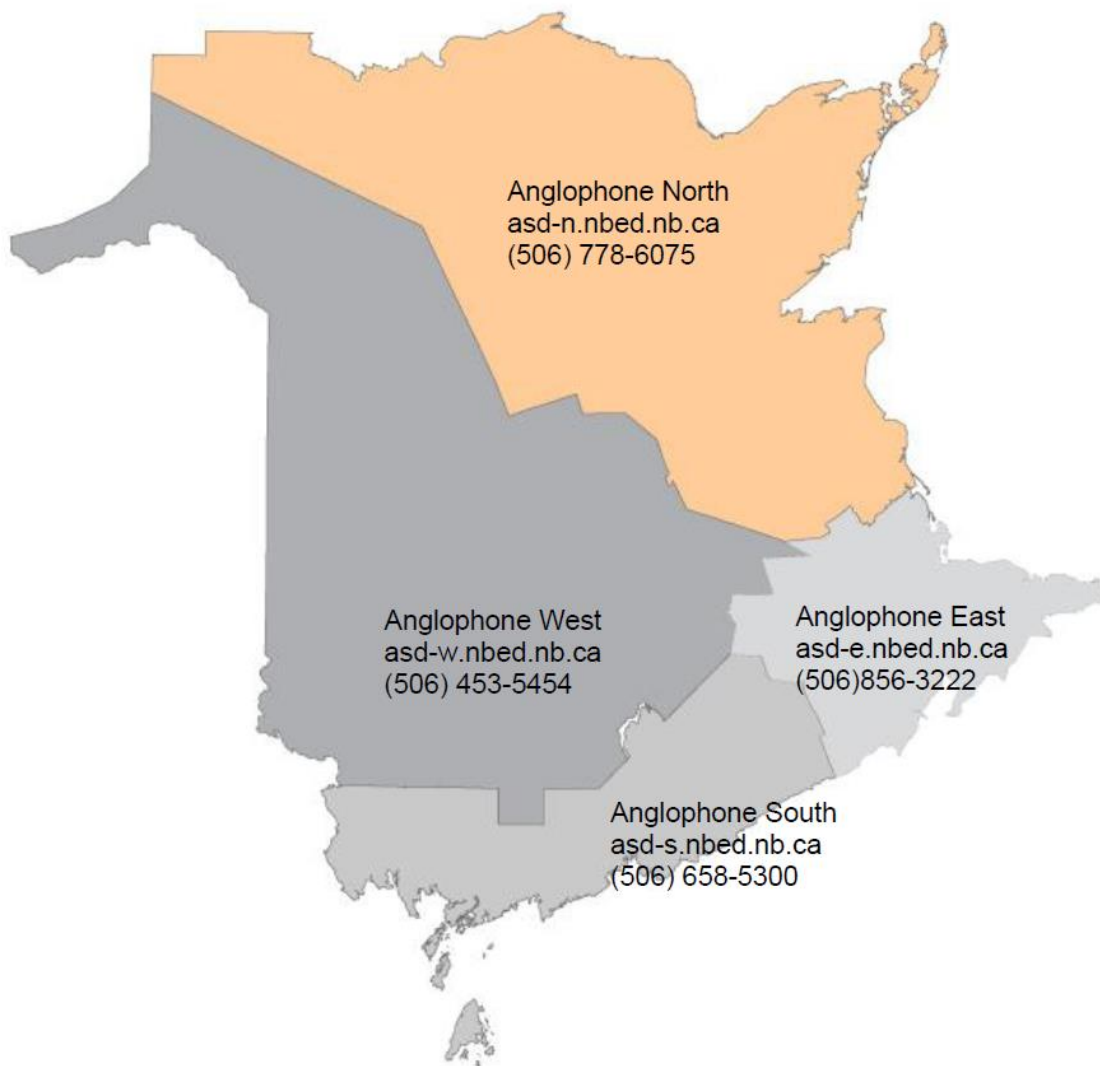 Anglophone North
asd-n.nbed.nb.ca
(506) 778-6075
Anglophone West
asd-w.nbed.nb.ca
(506) 453-5454
Anglophone East
asd-e.nbed.nb.ca
(506)856-3222
Anglophone South
asd-s.nbed.nb.ca
(506) 658-5300